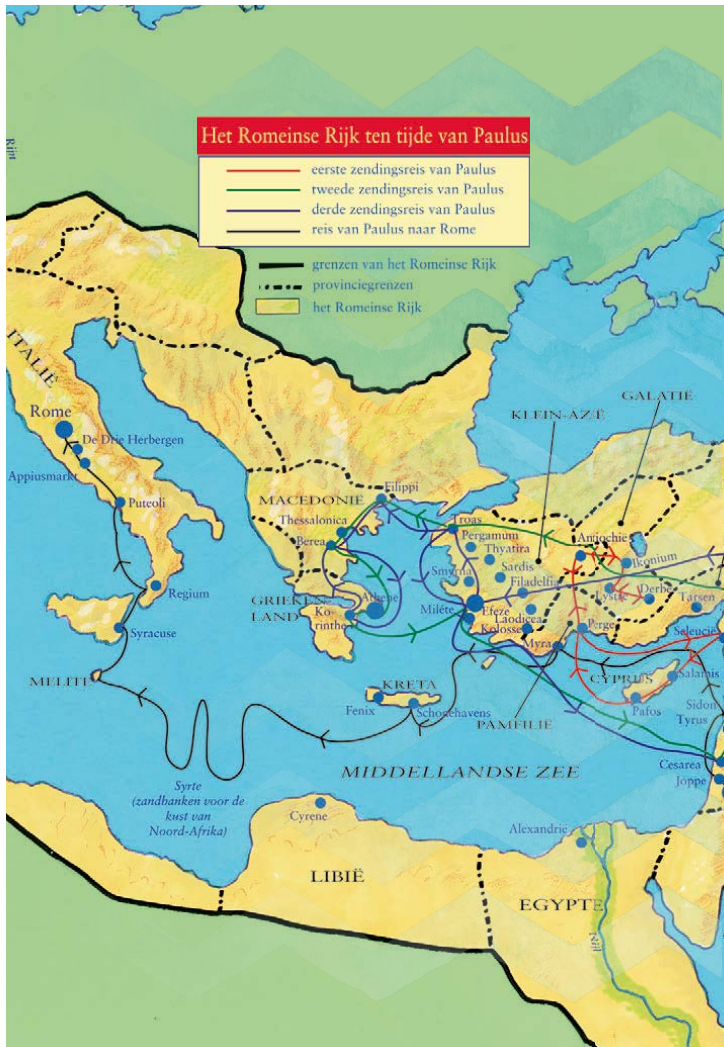 Rijn
Het Romeinse Rijk ten tijde van Paulus
eerste zendingsreis van Paulus
tweede zendingsreis van Paulus
derde zendingsreis van Paulus
reis van Paulus naar Rome
grenzen van het Romeinse Rijk
provinciegrenzen
het Romeinse Rijk
ITALIË
GALATIË
KLEIN-AZIË
Rome
De Drie Herbergen
Appiusmarkt
Puteoli
MACEDONIË
Filippi
Thessalonica
Berea
Troas
Pergamum
Thyatira
Antiochië
Ikonium
Smyrna
Sardis
Filadelfia
Lystre
Derbe
Tarsen
Regium
GRIEKEN-
LAND
Athene
Ko-
rinthe
Miléte
Efeze
Laodicea
Kolosse
Perge
Myra
Seleucië
Syracuse
MELITE
KRETA
Fenix
Schonehavens
CYPRUS
Salamis
Pafos
PAMFILIË
Sidon
Tyrus
MIDDELLANDSE ZEE
Cesarea
Joppe
Syrte
(zandbanken voor de
kust van
Noord-Afrika)
Cyrene
Alexandrië
LIBIË
EGYPTE
Nijl